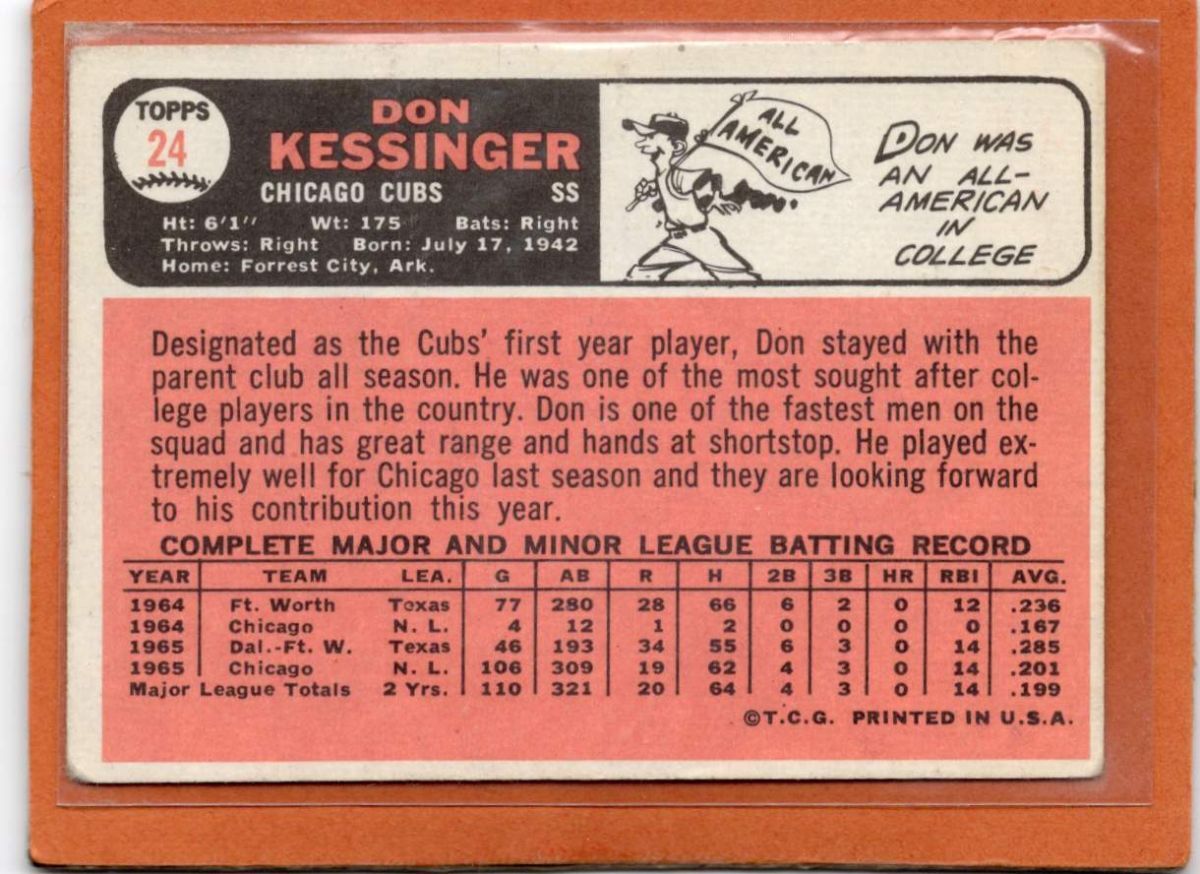 TOPPS
24
DON
KESSINGER
CHICAGO CUBS SS
Ht: 6'1'' Wt: 175 Bats: Right
Throws: Right Born: July 17, 1942
Home: Forrest City, Ark.
ALL
AMERICAN
DON WAS
AN ALL-
AMERICAN
IN
COLLEGE
Designated as the Cubs' first year player, Don stayed with the
parent club all season. He was one of the most sought after col-
lege players in the country. Don is one of the fastest men on the
squad and has great range and hands at shortstop. He played ex-
tremely well for Chicago last season and they are looking forward
to his contribution this year.
COMPLETE MAJOR AND MINOR LEAGUE BATTING RECORD
YEAR TEAM LEA. G AB R H 2B 3B HR RBI AVG.
1964 Ft. Worth Texas 77 280 28 66 6 2 0 12 .236
1964 Chicago N. L. 4 12 1 2 0 0 0 0 .167
1965 Dal.-Ft. W. Texas 46 193 34 55 6 3 0 14 .285
1965 Chicago N. L. 106 309 19 62 4 3 0 14 .201
Major League Totals 2 Yrs. 110 321 20 64 4 3 0 14 .199
©T.C.G. PRINTED IN U.S.A.